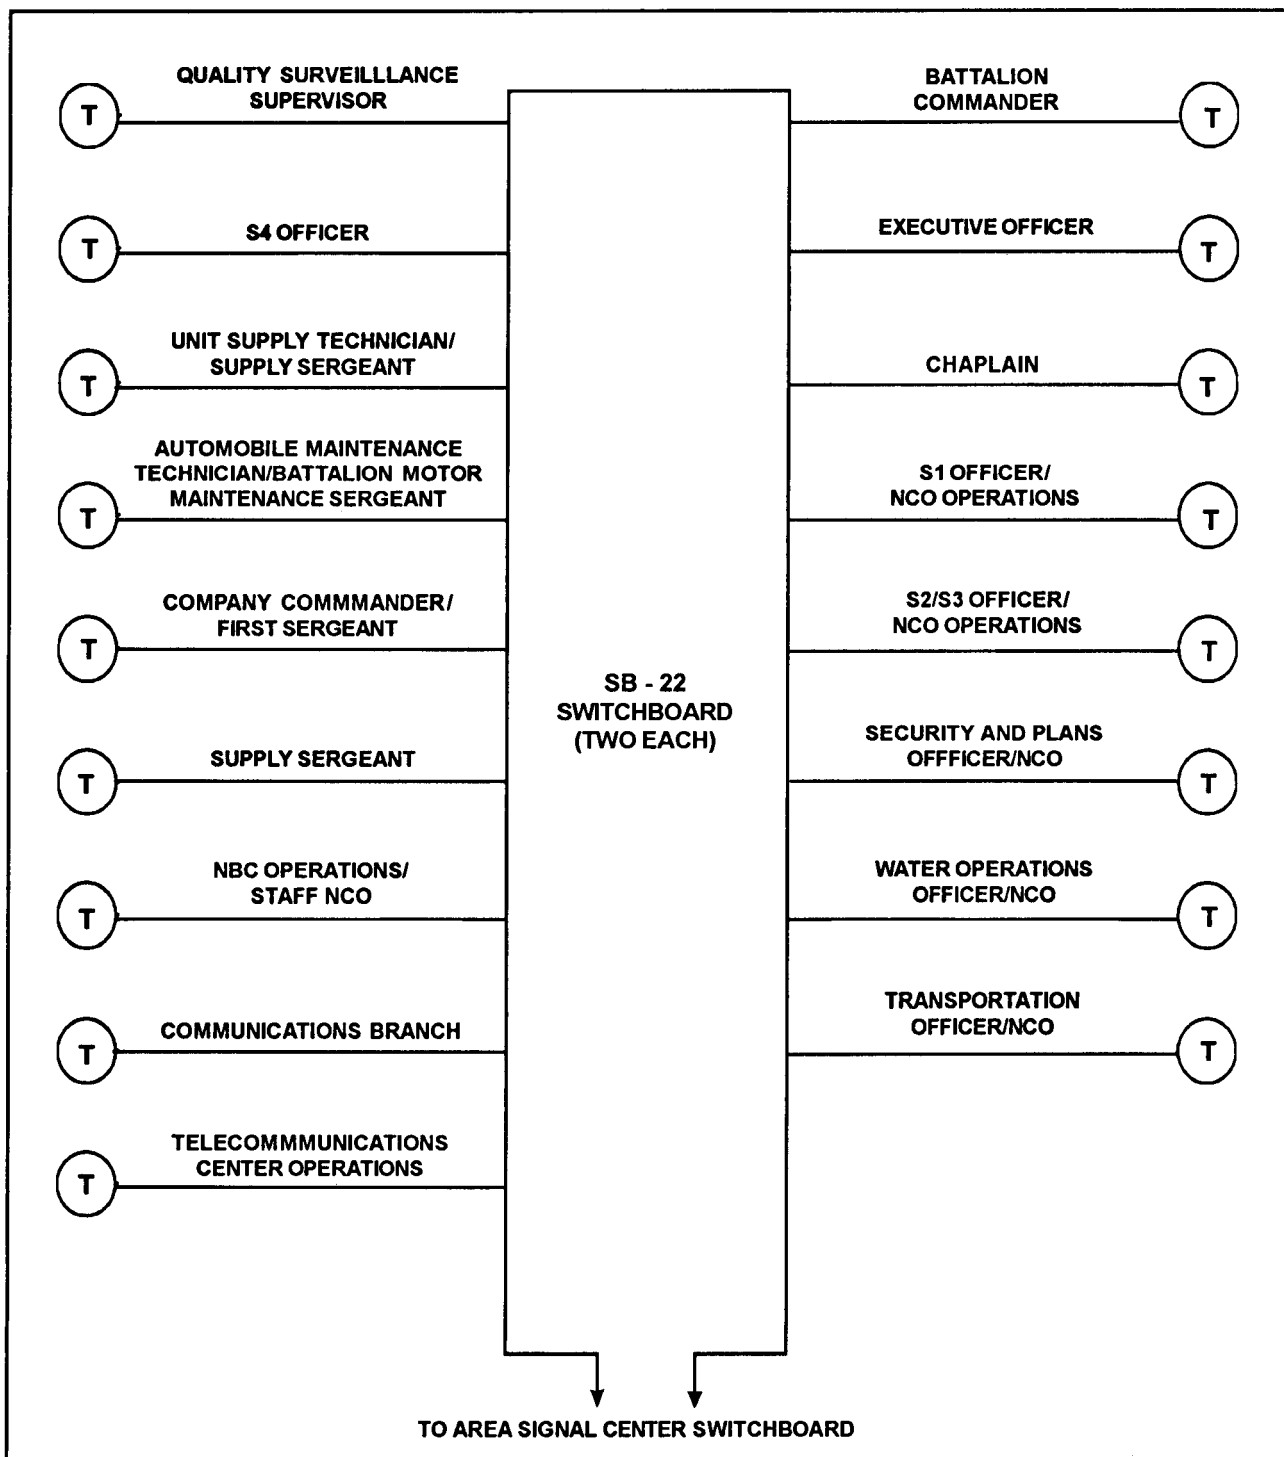 QUALITY SURVEILLLANCE
SUPERVISOR
T
S4 OFFICER
T
UNIT SUPPLY TECHNICIAN/
SUPPLY SERGEANT
T
AUTOMOBILE MAINTENANCE
TECHNICIAN/BATTALION MOTOR
MAINTENANCE SERGEANT
T
COMPANY COMMMANDER/
FIRST SERGEANT
T
SUPPLY SERGEANT
T
NBC OPERATIONS/
STAFF NCO
T
COMMUNICATIONS BRANCH
T
TELECOMMMUNICATIONS
CENTER OPERATIONS
T
SB - 22
SWITCHBOARD
(TWO EACH)
BATTALION
COMMANDER
T
EXECUTIVE OFFICER
T
CHAPLAIN
T
S1 OFFICER/
NCO OPERATIONS
T
S2/S3 OFFICER/
NCO OPERATIONS
T
SECURITY AND PLANS
OFFFICER/NCO
T
WATER OPERATIONS
OFFICER/NCO
T
TRANSPORTATION
OFFICER/NCO
T
TO AREA SIGNAL CENTER SWITCHBOARD